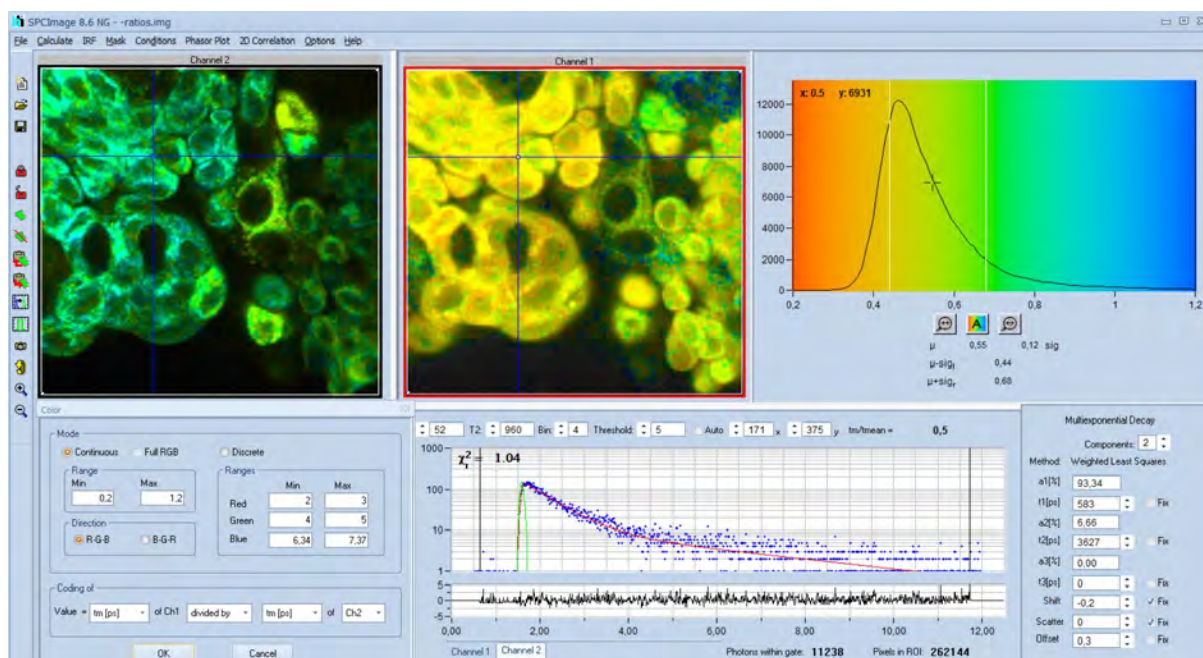 SPCImage 8.6 NG - -ratios.img
File Calculate IRF Mask Conditions Phasor Plot 2D Correlation Options Help
Channel 2
Channel 1
x: 0.5 y: 6931
12000
10000
8000
6000
4000
2000
0
0,2 0,4 0,6 0,8 1 1,2
A
μ 0,55 0,12 sig
μ-sigl 0,44
μ+sigr 0,68
Color
Mode
Continuous Full RGB Discrete
Range
Min Max
0,2 1,2
Direction
R-G-B B-G-R
Ranges
Min Max
Red 2 3
Green 4 5
Blue 6,34 7,37
Coding of
Value = tm [ps] of Ch1 divided by tm [ps] of Ch2
OK Cancel
52 T2: 960 Bin: 4 Threshold: 5 Auto 171 x 375 y tm/tmean = 0,5
χ²r = 1.04
1000
100
10
1
5
0
-5
0,00 2,00 4,00 6,00 8,00 10,00 12,00
Channel 1 Channel 2 Photons within gate: 11238 Pixels in ROI: 262144
Multiexponential Decay
Components: 2
Method: Weighted Least Squares
a1[%] 93,34
t1[ps] 583 Fix
a2[%] 6,66
t2[ps] 3627 Fix
a3[%] 0,00
t3[ps] 0 Fix
Shift -0,2 Fix
Scatter 0 Fix
Offset 0,3 Fix